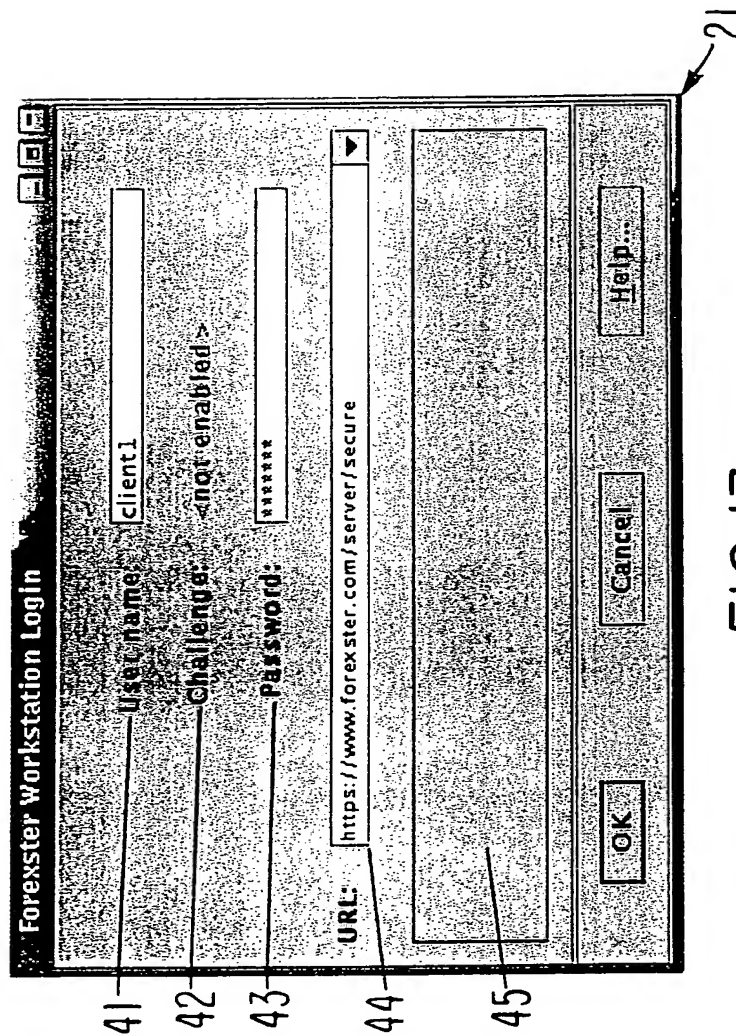 Forexster Workstation Login
41
User name:
client1
42
Challenge:
<not enabled>
43
Password:
********
URL:
https://www.forexster.com/server/secure
44
45
OK
Cancel
Help...
21